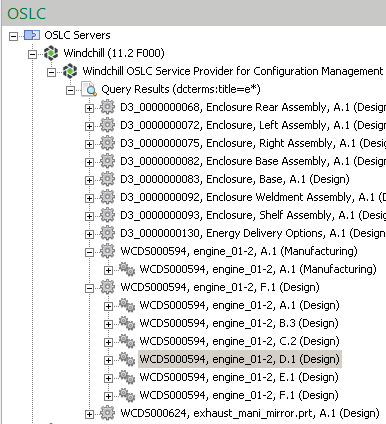 OSLC
OSLC Servers
Windchill (11.2 F000)
Windchill OSLC Service Provider for Configuration Management
Query Results (dcterms:title=e*)
D3_0000000068, Enclosure Rear Assembly, A.1 (Design)
D3_0000000072, Enclosure, Left Assembly, A.1 (Design)
D3_0000000075, Enclosure, Right Assembly, A.1 (Design)
D3_0000000082, Enclosure Base Assembly, A.1 (Design)
D3_0000000083, Enclosure, Base, A.1 (Design)
D3_0000000092, Enclosure Weldment Assembly, A.1 (Design)
D3_0000000093, Enclosure, Shelf Assembly, A.1 (Design)
D3_0000000130, Energy Delivery Options, A.1 (Design)
WCDS000594, engine_01-2, A.1 (Manufacturing)
WCDS000594, engine_01-2, A.1 (Manufacturing)
WCDS000594, engine_01-2, F.1 (Design)
WCDS000594, engine_01-2, A.1 (Design)
WCDS000594, engine_01-2, B.3 (Design)
WCDS000594, engine_01-2, C.2 (Design)
WCDS000594, engine_01-2, D.1 (Design)
WCDS000594, engine_01-2, E.1 (Design)
WCDS000594, engine_01-2, F.1 (Design)
WCDS000624, exhaust_mani_mirror.prt, A.1 (Design)